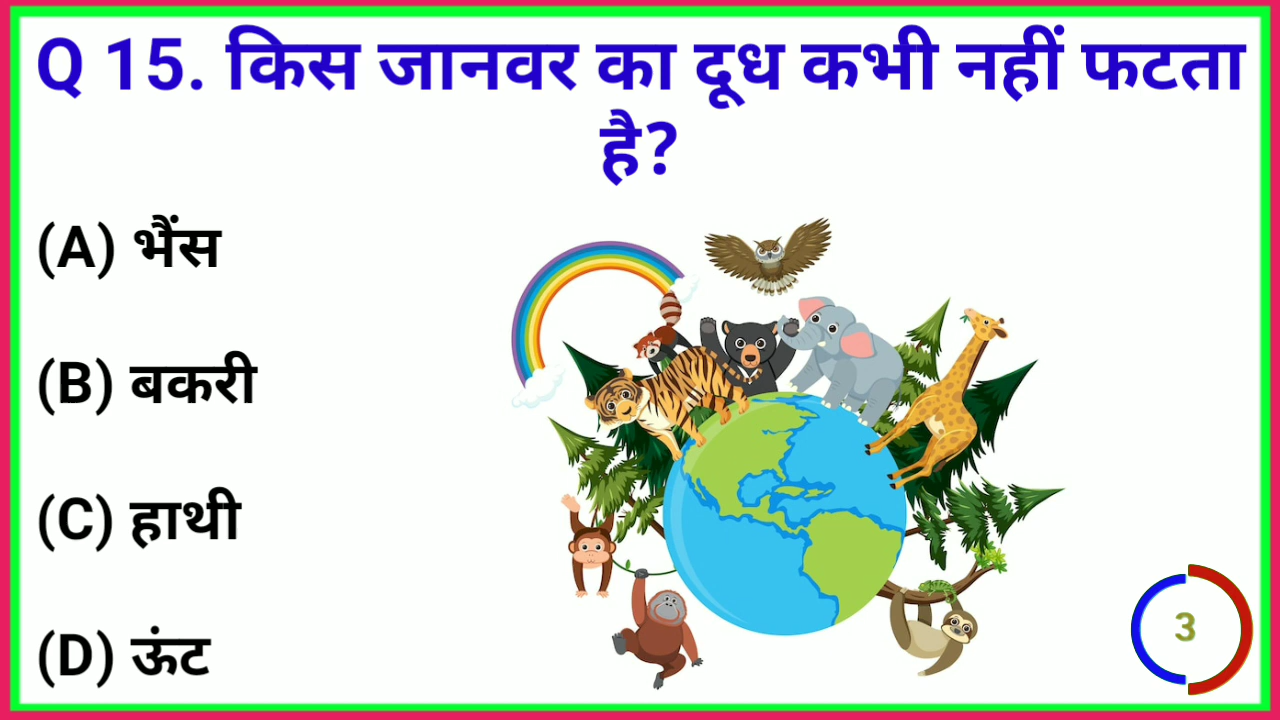 Q 15. किस जानवर का दूध कभी नहीं फटता
है?
(A) भैंस
(B) बकरी
(C) हाथी
(D) ऊंट
3